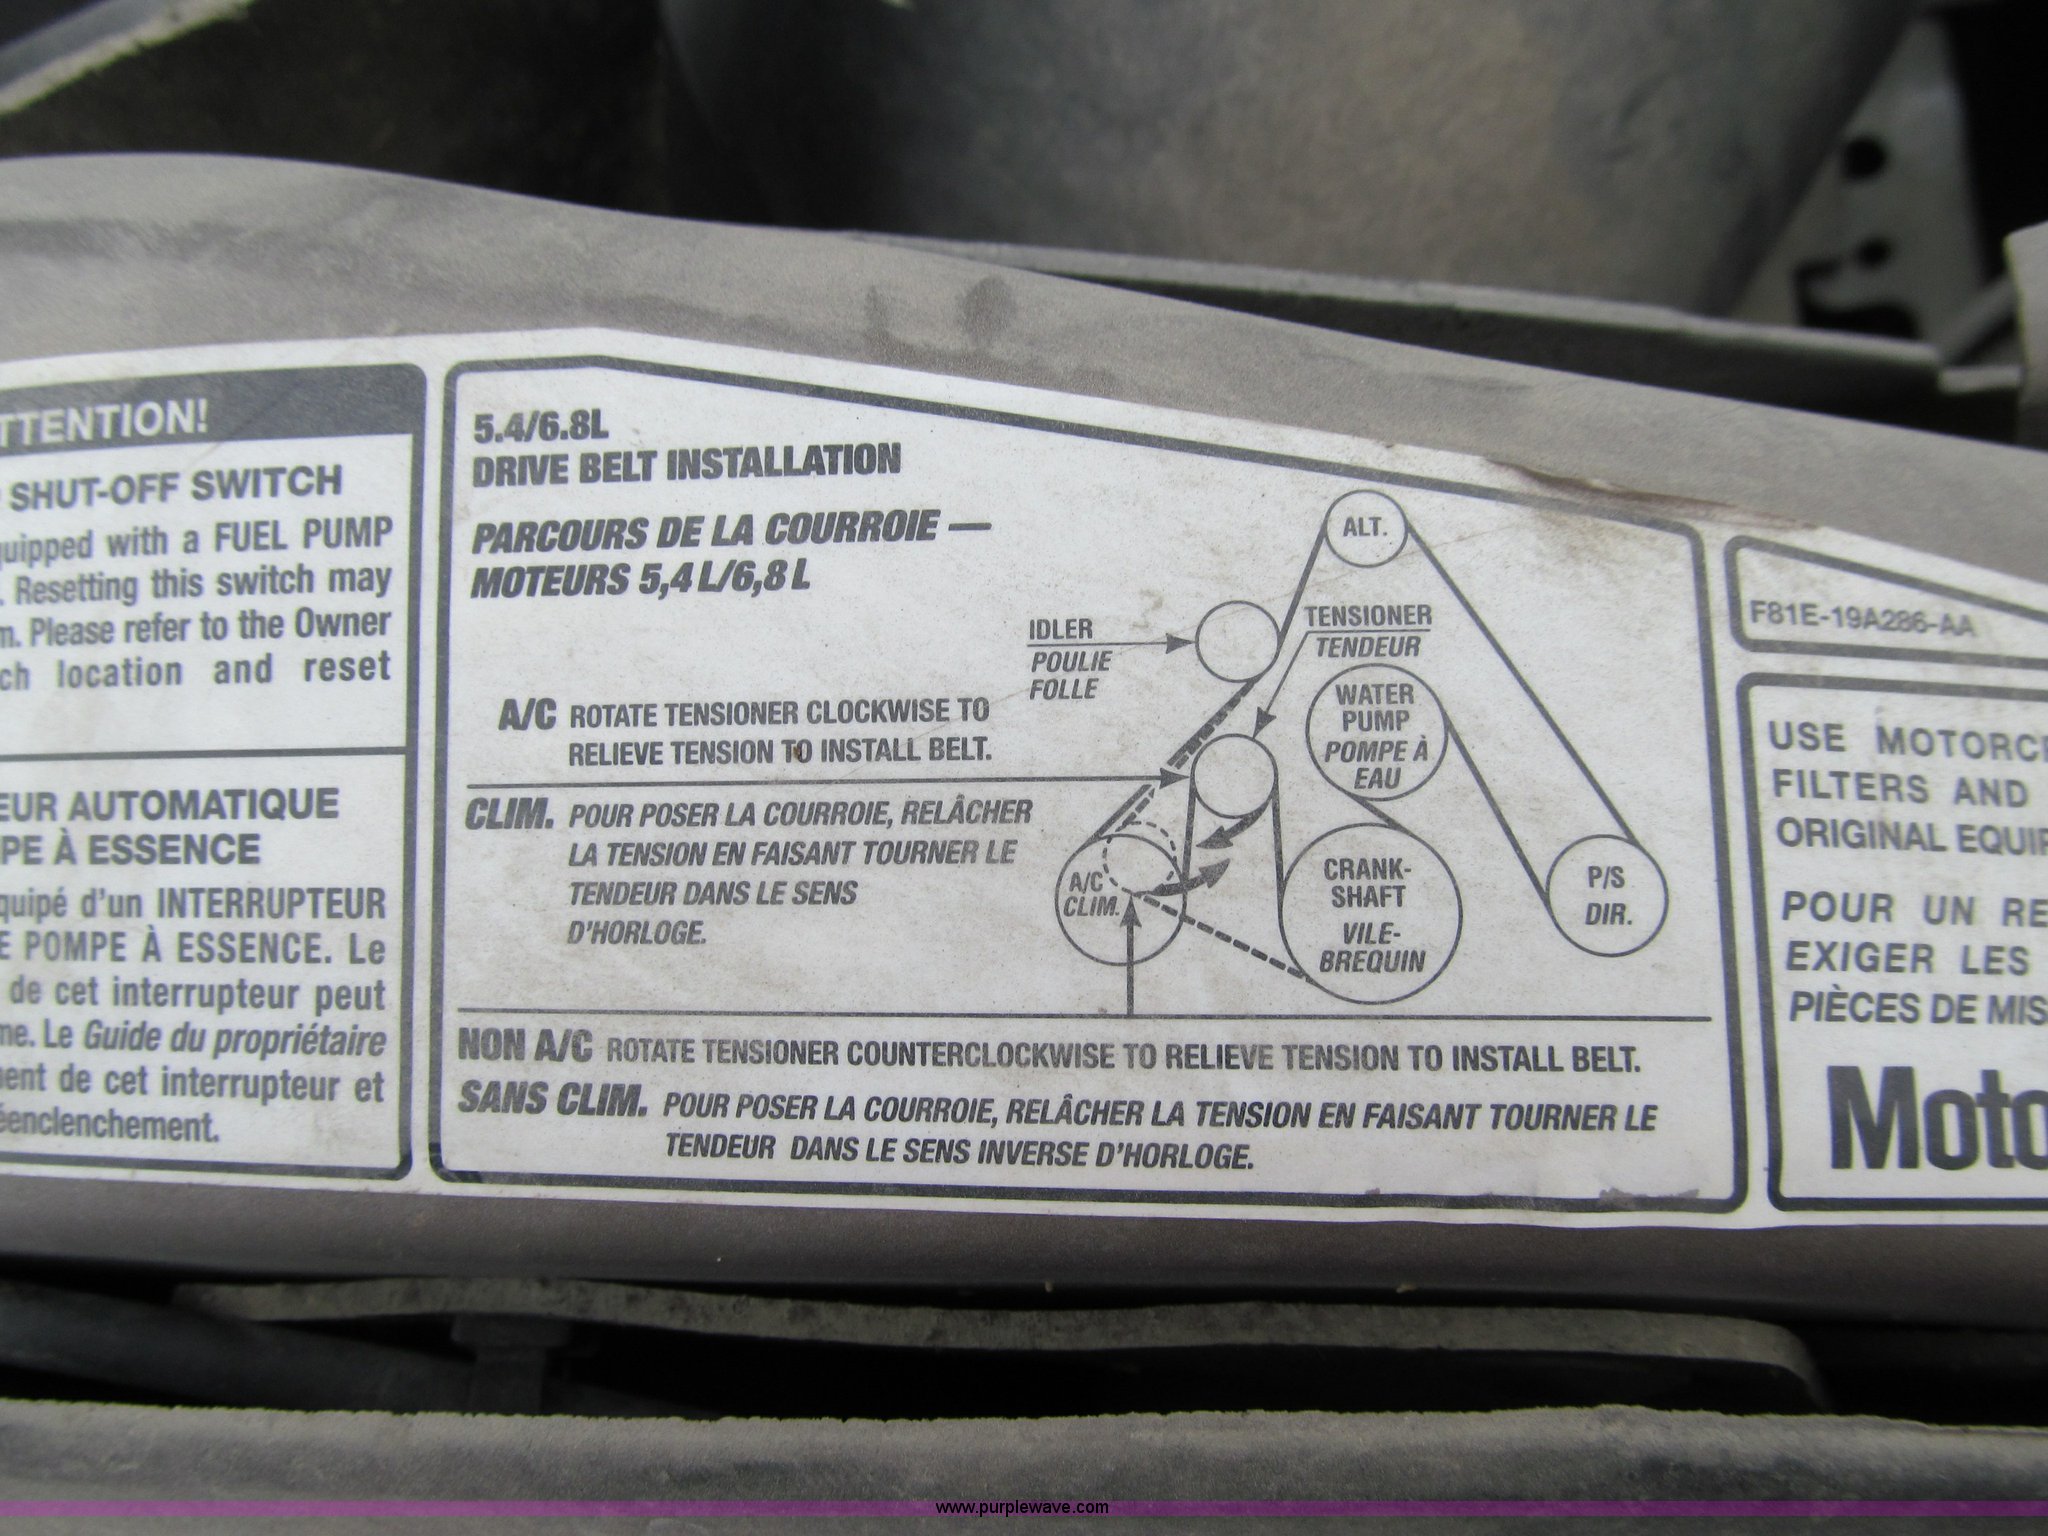 TTENTION!
SHUT-OFF SWITCH
quipped with a FUEL PUMP
. Resetting this switch may
m. Please refer to the Owner
ch location and reset
EUR AUTOMATIQUE
PE À ESSENCE
quipé d'un INTERRUPTEUR
E POMPE À ESSENCE. Le
de cet interrupteur peut
me. Le Guide du propriétaire
ent de cet interrupteur et
éenclenchement.
5.4/6.8L
DRIVE BELT INSTALLATION
PARCOURS DE LA COURROIE —
MOTEURS 5,4 L/6,8 L
A/C ROTATE TENSIONER CLOCKWISE TO
RELIEVE TENSION TO INSTALL BELT.
CLIM. POUR POSER LA COURROIE, RELÂCHER
LA TENSION EN FAISANT TOURNER LE
TENDEUR DANS LE SENS
D'HORLOGE.
ALT.
IDLER
POULIE
FOLLE
TENSIONER
TENDEUR
WATER
PUMP
POMPE À
EAU
A/C
CLIM.
CRANK-
SHAFT
VILE-
BREQUIN
P/S
DIR.
NON A/C ROTATE TENSIONER COUNTERCLOCKWISE TO RELIEVE TENSION TO INSTALL BELT.
SANS CLIM. POUR POSER LA COURROIE, RELÂCHER LA TENSION EN FAISANT TOURNER LE
TENDEUR DANS LE SENS INVERSE D'HORLOGE.
F81E-19A286-AA
USE MOTORC
FILTERS AND
ORIGINAL EQUIP
POUR UN RE
EXIGER LES
PIÈCES DE MIS
Moto
www.purplewave.com